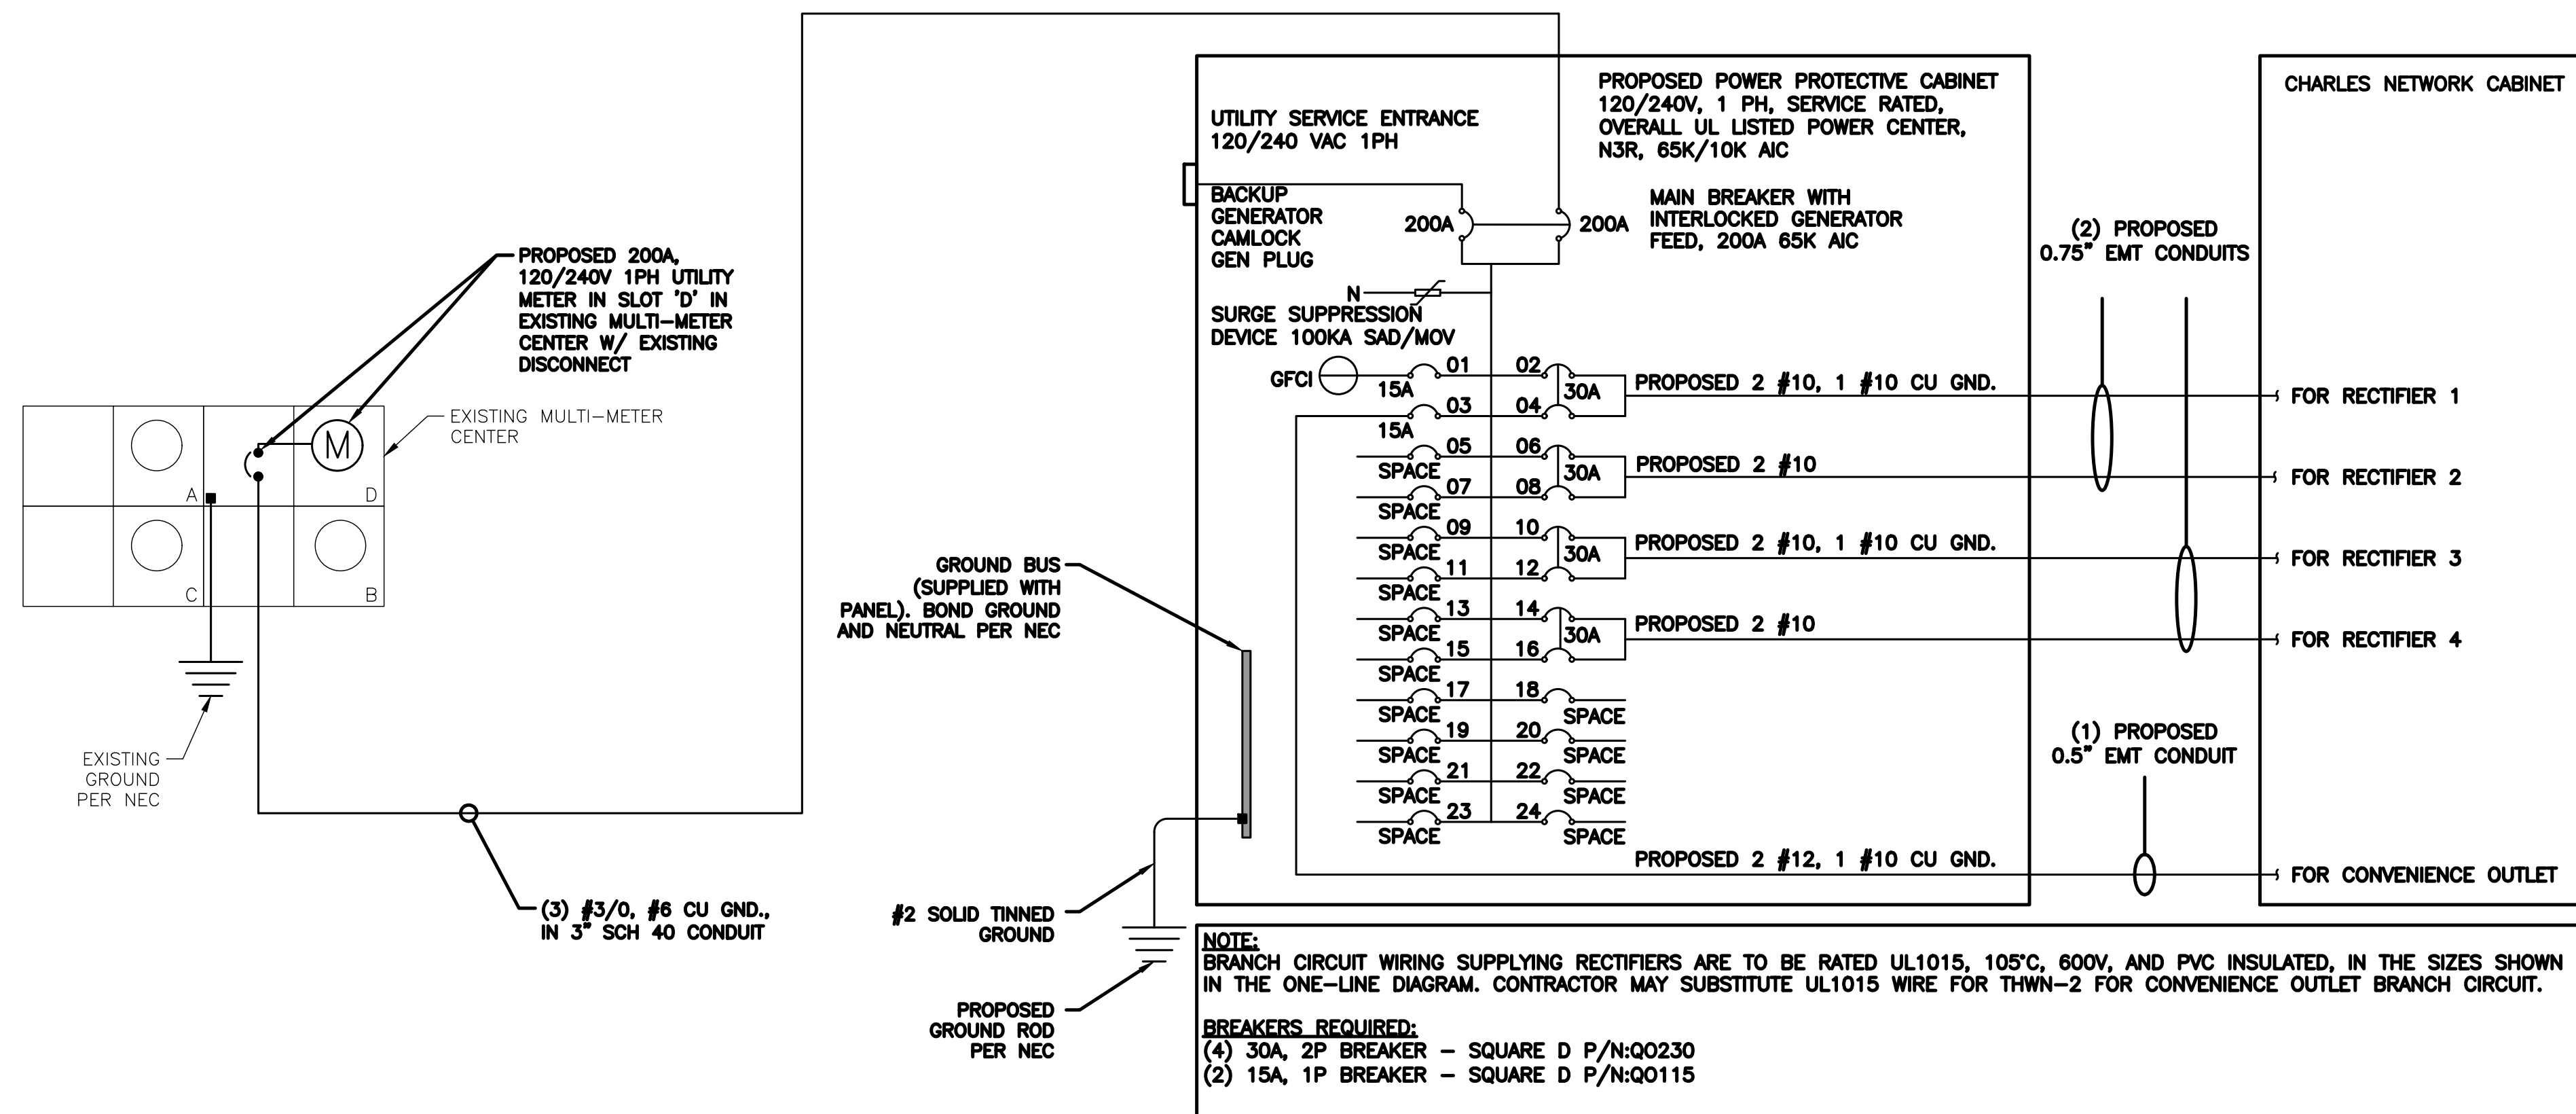 PROPOSED 200A,
120/240V 1PH UTILITY
METER IN SLOT 'D' IN
EXISTING MULTI-METER
CENTER W/ EXISTING
DISCONNECT
EXISTING MULTI-METER
CENTER
M
A
D
C
B
EXISTING
GROUND
PER NEC
(3) #3/0, #6 CU GND.,
IN 3" SCH 40 CONDUIT
GROUND BUS
(SUPPLIED WITH
PANEL). BOND GROUND
AND NEUTRAL PER NEC
#2 SOLID TINNED
GROUND
PROPOSED
GROUND ROD
PER NEC
UTILITY SERVICE ENTRANCE
120/240 VAC 1PH
PROPOSED POWER PROTECTIVE CABINET
120/240V, 1 PH, SERVICE RATED,
OVERALL UL LISTED POWER CENTER,
N3R, 65K/10K AIC
BACKUP
GENERATOR
CAMLOCK
GEN PLUG
200A
200A
MAIN BREAKER WITH
INTERLOCKED GENERATOR
FEED, 200A 65K AIC
N
SURGE SUPPRESSION
DEVICE 100KA SAD/MOV
GFCI
01
02
15A
30A
03
04
15A
05
06
SPACE
30A
07
08
SPACE
09
10
SPACE
30A
11
12
SPACE
13
14
SPACE
30A
15
16
SPACE
17
18
SPACE
SPACE
19
20
SPACE
SPACE
21
22
SPACE
SPACE
23
24
SPACE
SPACE
PROPOSED 2 #10, 1 #10 CU GND.
PROPOSED 2 #10
PROPOSED 2 #10, 1 #10 CU GND.
PROPOSED 2 #10
PROPOSED 2 #12, 1 #10 CU GND.
(2) PROPOSED
0.75" EMT CONDUITS
(1) PROPOSED
0.5" EMT CONDUIT
CHARLES NETWORK CABINET
FOR RECTIFIER 1
FOR RECTIFIER 2
FOR RECTIFIER 3
FOR RECTIFIER 4
FOR CONVENIENCE OUTLET
NOTE:
BRANCH CIRCUIT WIRING SUPPLYING RECTIFIERS ARE TO BE RATED UL1015, 105°C, 600V, AND PVC INSULATED, IN THE SIZES SHOWN
IN THE ONE-LINE DIAGRAM. CONTRACTOR MAY SUBSTITUTE UL1015 WIRE FOR THWN-2 FOR CONVENIENCE OUTLET BRANCH CIRCUIT.
BREAKERS REQUIRED:
(4) 30A, 2P BREAKER - SQUARE D P/N:QO230
(2) 15A, 1P BREAKER - SQUARE D P/N:QO115